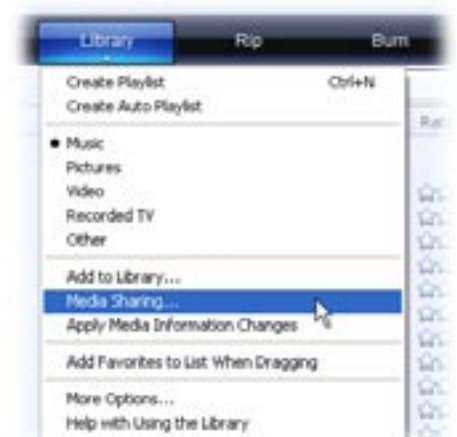 Library Rip Burn
Create Playlist Ctrl+N
Create Auto Playlist
Music
Pictures
Video
Recorded TV
Other
Add to Library...
Media Sharing...
Apply Media Information Changes
Add Favorites to List When Dragging
More Options...
Help with Using the Library